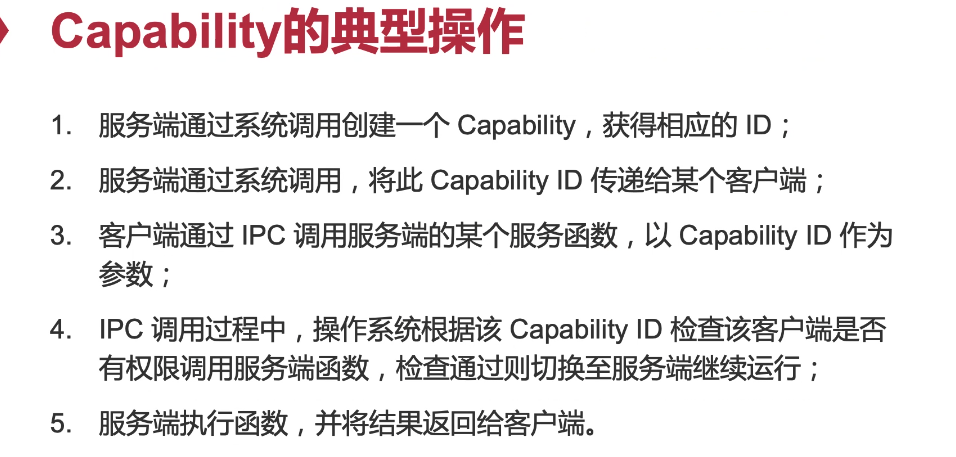 Capability的典型操作
1. 服务端通过系统调用创建一个 Capability，获得相应的 ID；
2. 服务端通过系统调用，将此 Capability ID 传递给某个客户端；
3. 客户端通过 IPC 调用服务端的某个服务函数，以 Capability ID 作为
参数；
4. IPC 调用过程中，操作系统根据该 Capability ID 检查该客户端是否
有权限调用服务端函数，检查通过则切换至服务端继续运行；
5. 服务端执行函数，并将结果返回给客户端。